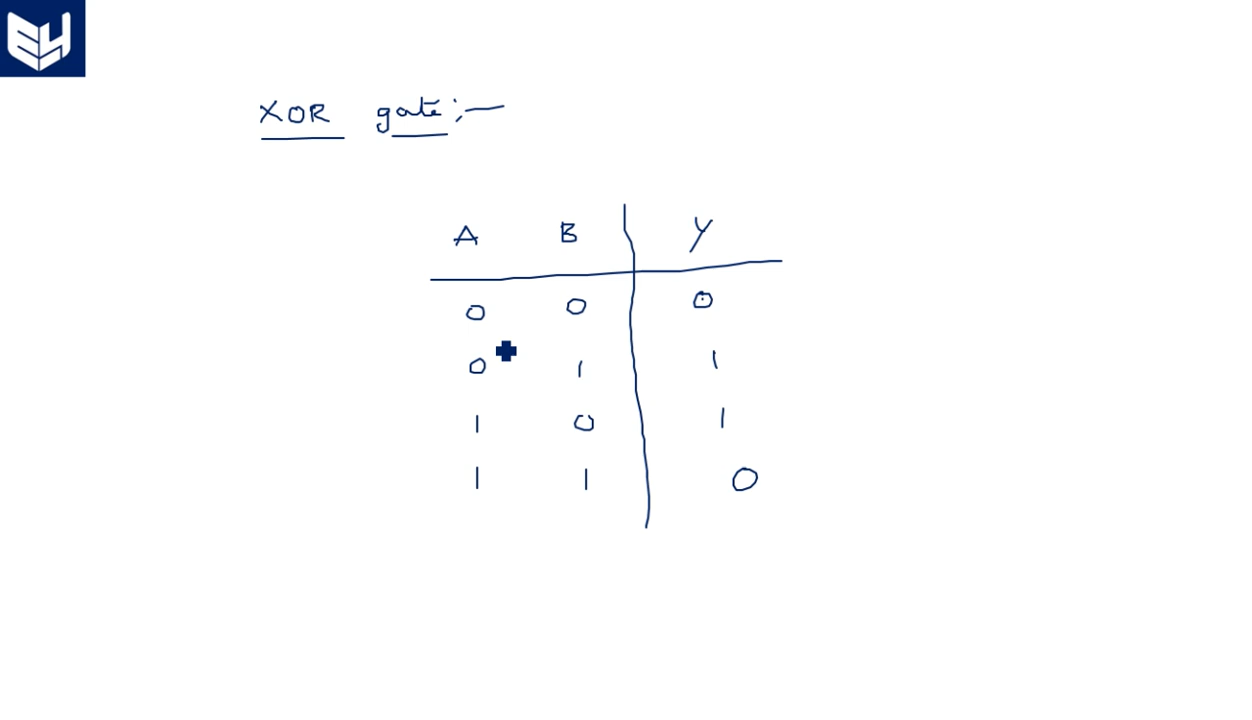 XOR gate :—
A B Y
0 0 0
0 1 1
1 0 1
1 1 0